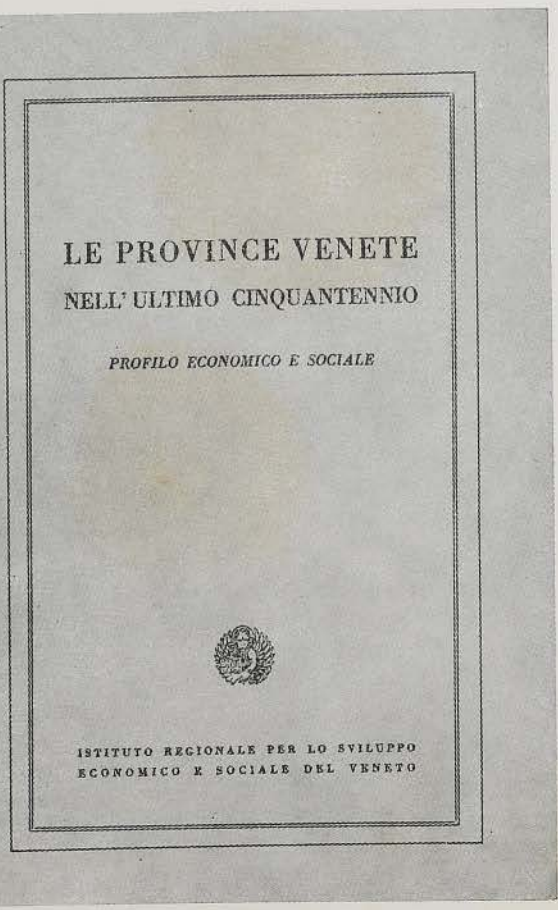 LE PROVINCE VENETE
NELL' ULTIMO CINQUANTENNIO
PROFILO ECONOMICO E SOCIALE
ISTITUTO REGIONALE PER LO SVILUPPO
ECONOMICO E SOCIALE DEL VENETO